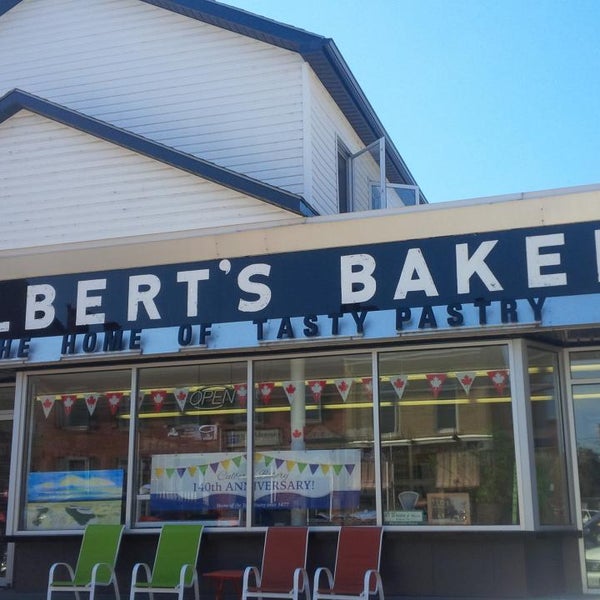 LBERT'S BAKE
HE HOME OF TASTY PASTRY
OPEN
140th ANNIVERSARY!